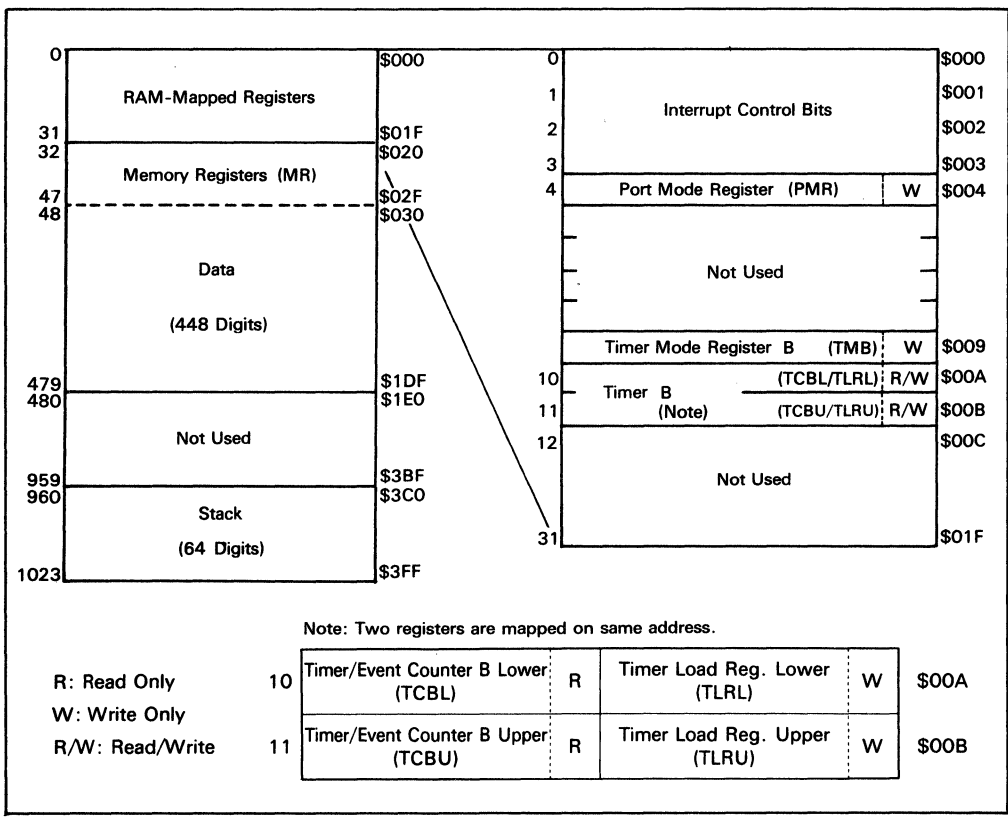 0 $000
RAM-Mapped Registers
31 $01F
32 $020
Memory Registers (MR)
47 $02F
48 $030
Data
(448 Digits)
479 $1DF
480 $1E0
Not Used
959 $3BF
960 $3C0
Stack
(64 Digits)
1023 $3FF
0 $000
1 $001
Interrupt Control Bits
2 $002
3 $003
4 Port Mode Register (PMR) W $004
Not Used
Timer Mode Register B (TMB) W $009
10 (TCBL/TLRL) R/W $00A
Timer B
(Note)
11 (TCBU/TLRU) R/W $00B
12 $00C
Not Used
31 $01F
Note: Two registers are mapped on same address.
R: Read Only
W: Write Only
R/W: Read/Write
10 Timer/Event Counter B Lower R Timer Load Reg. Lower W $00A
(TCBL) (TLRL)
11 Timer/Event Counter B Upper R Timer Load Reg. Upper W $00B
(TCBU) (TLRU)